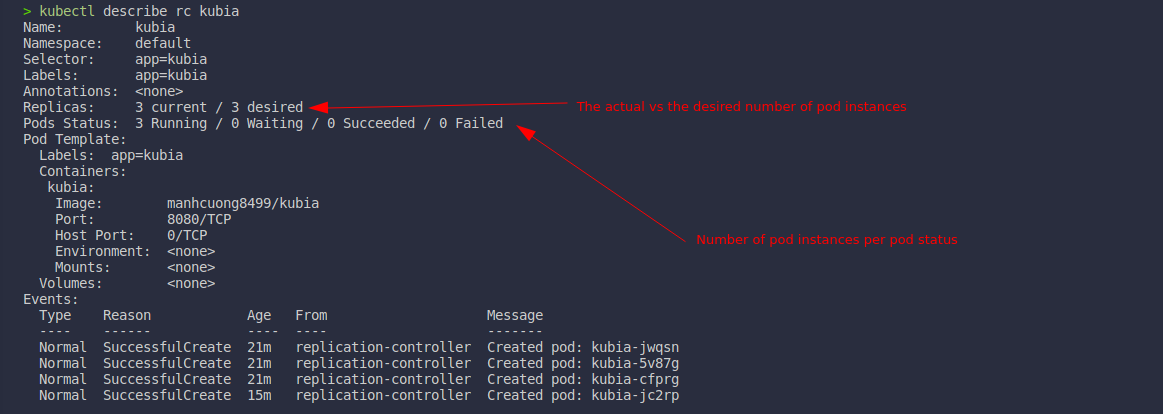 > kubectl describe rc kubia
Name:         kubia
Namespace:    default
Selector:     app=kubia
Labels:       app=kubia
Annotations:  <none>
Replicas:     3 current / 3 desired
The actual vs the desired number of pod instances
Pods Status:  3 Running / 0 Waiting / 0 Succeeded / 0 Failed
Pod Template:
  Labels:  app=kubia
  Containers:
   kubia:
    Image:        manhcuong8499/kubia
    Port:         8080/TCP
    Host Port:    0/TCP
Number of pod instances per pod status
    Environment:  <none>
    Mounts:       <none>
  Volumes:        <none>
Events:
  Type    Reason            Age   From                    Message
  ----    ------            ----  ----                    -------
  Normal  SuccessfulCreate  21m   replication-controller  Created pod: kubia-jwqsn
  Normal  SuccessfulCreate  21m   replication-controller  Created pod: kubia-5v87g
  Normal  SuccessfulCreate  21m   replication-controller  Created pod: kubia-cfprg
  Normal  SuccessfulCreate  15m   replication-controller  Created pod: kubia-jc2rp